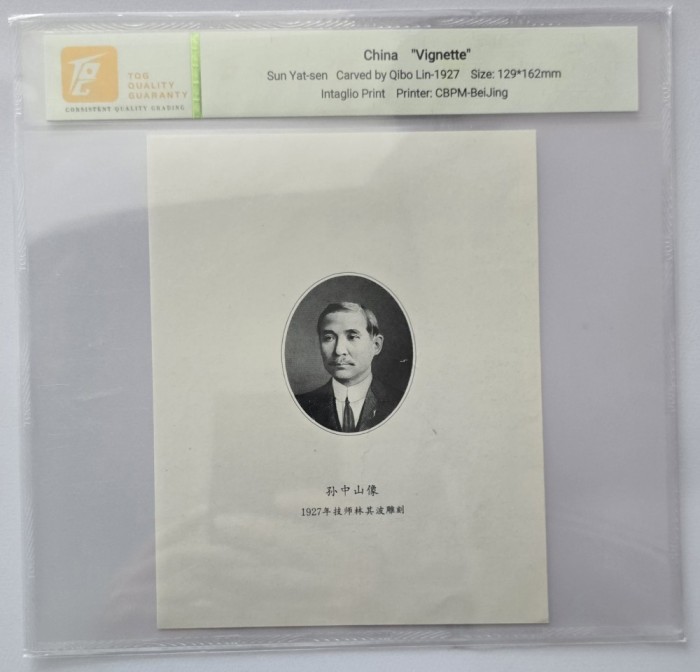 TQG
QUALITY
GUARANTY
CONSISTENT QUALITY GRADING
China "Vignette"
Sun Yat-sen Carved by Qibo Lin-1927 Size: 129*162mm
Intaglio Print Printer: CBPM-BeiJing
孙中山像
1927年技师林其波雕刻